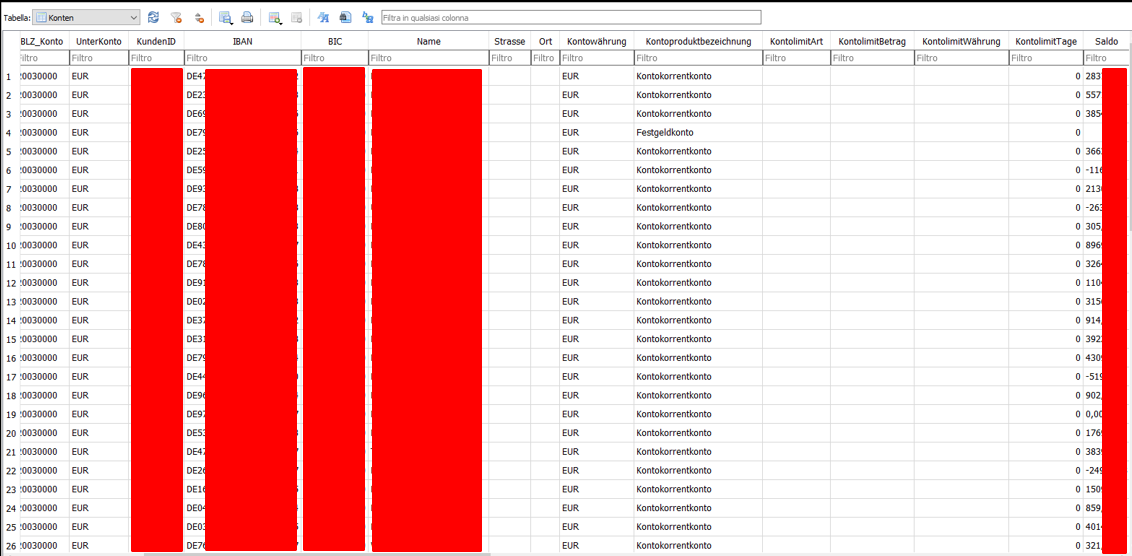 Tabella: Konten Filtra in qualsiasi colonna
BLZ_Konto UnterKonto KundenID IBAN BIC Name Strasse Ort Kontowährung Kontoproduktbezeichnung KontolimitArt KontolimitBetrag KontolimitWährung KontolimitTage Saldo
Filtro Filtro Filtro Filtro Filtro Filtro Filtro Filtro Filtro Filtro Filtro Filtro Filtro Filtro
1 20030000 EUR DE47 EUR Kontokorrentkonto 0 283
2 20030000 EUR DE23 EUR Kontokorrentkonto 0 557
3 20030000 EUR DE69 EUR Kontokorrentkonto 0 385
4 20030000 EUR DE79 EUR Festgeldkonto 0
5 20030000 EUR DE25 EUR Kontokorrentkonto 0 366
6 20030000 EUR DE59 EUR Kontokorrentkonto 0 -116
7 20030000 EUR DE93 EUR Kontokorrentkonto 0 213
8 20030000 EUR DE78 EUR Kontokorrentkonto 0 -263
9 20030000 EUR DE80 EUR Kontokorrentkonto 0 305,
10 20030000 EUR DE43 EUR Kontokorrentkonto 0 896
11 20030000 EUR DE78 EUR Kontokorrentkonto 0 326
12 20030000 EUR DE91 EUR Kontokorrentkonto 0 110
13 20030000 EUR DE02 EUR Kontokorrentkonto 0 315
14 20030000 EUR DE37 EUR Kontokorrentkonto 0 914,
15 20030000 EUR DE31 EUR Kontokorrentkonto 0 392
16 20030000 EUR DE79 EUR Kontokorrentkonto 0 430
17 20030000 EUR DE44 EUR Kontokorrentkonto 0 -519
18 20030000 EUR DE96 EUR Kontokorrentkonto 0 902,
19 20030000 EUR DE97 EUR Kontokorrentkonto 0 0,00
20 20030000 EUR DE53 EUR Kontokorrentkonto 0 176
21 20030000 EUR DE47 EUR Kontokorrentkonto 0 383
22 20030000 EUR DE26 EUR Kontokorrentkonto 0 -249
23 20030000 EUR DE16 EUR Kontokorrentkonto 0 150
24 20030000 EUR DE04 EUR Kontokorrentkonto 0 859,
25 20030000 EUR DE03 EUR Kontokorrentkonto 0 401
26 20030000 EUR DE76 EUR Kontokorrentkonto 0 321,